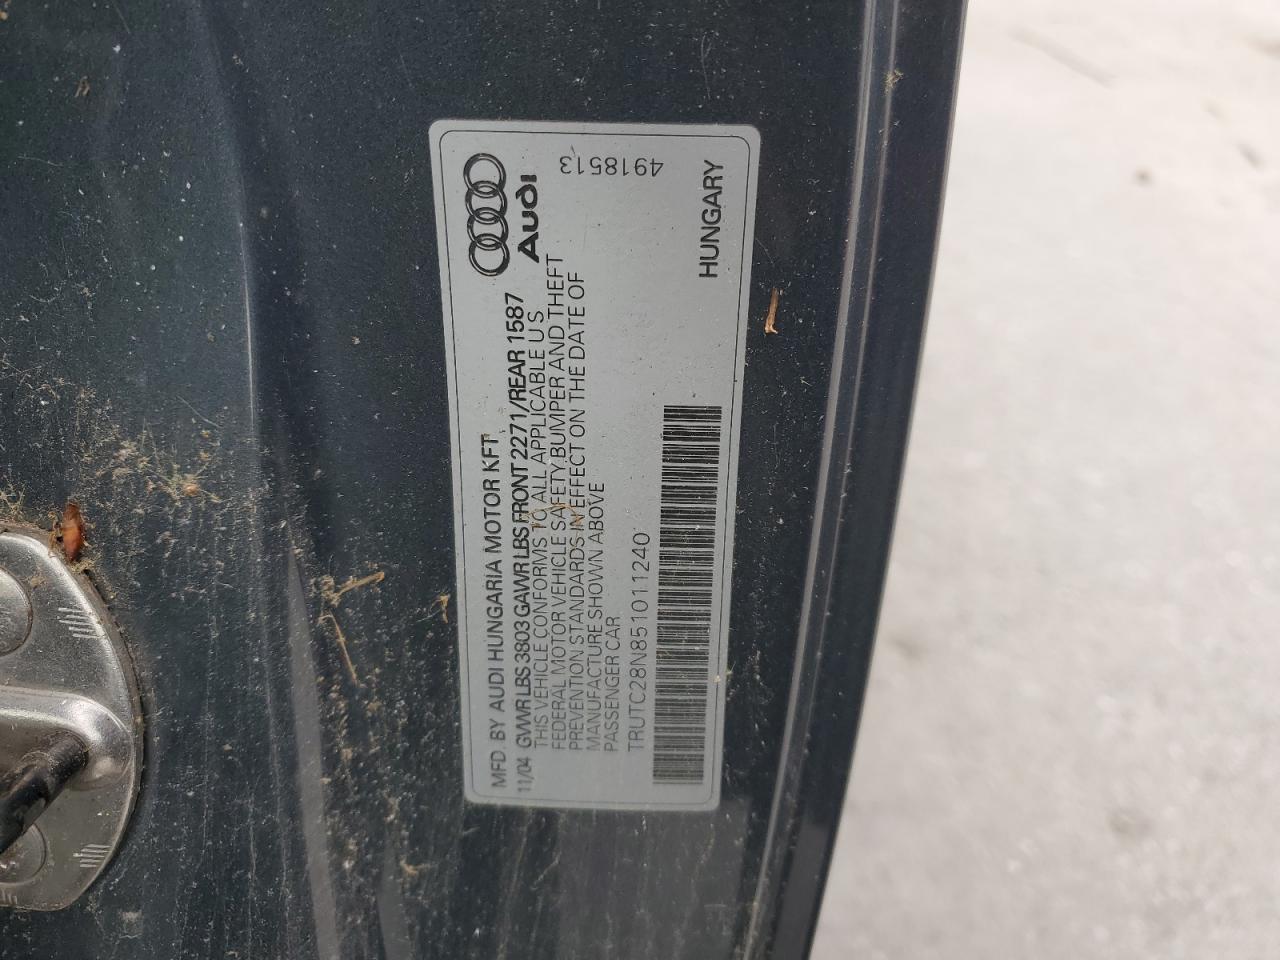 Audi
4918513
MFD. BY AUDI HUNGARIA MOTOR KFT.
11/04 GVWR LBS 3803 GAWR LBS FRONT 2271/REAR 1587
THIS VEHICLE CONFORMS TO ALL APPLICABLE U S
FEDERAL MOTOR VEHICLE SAFETY, BUMPER AND THEFT
PREVENTION STANDARDS IN EFFECT ON THE DATE OF
MANUFACTURE SHOWN ABOVE
PASSENGER CAR
TRUTC28N851011240
HUNGARY